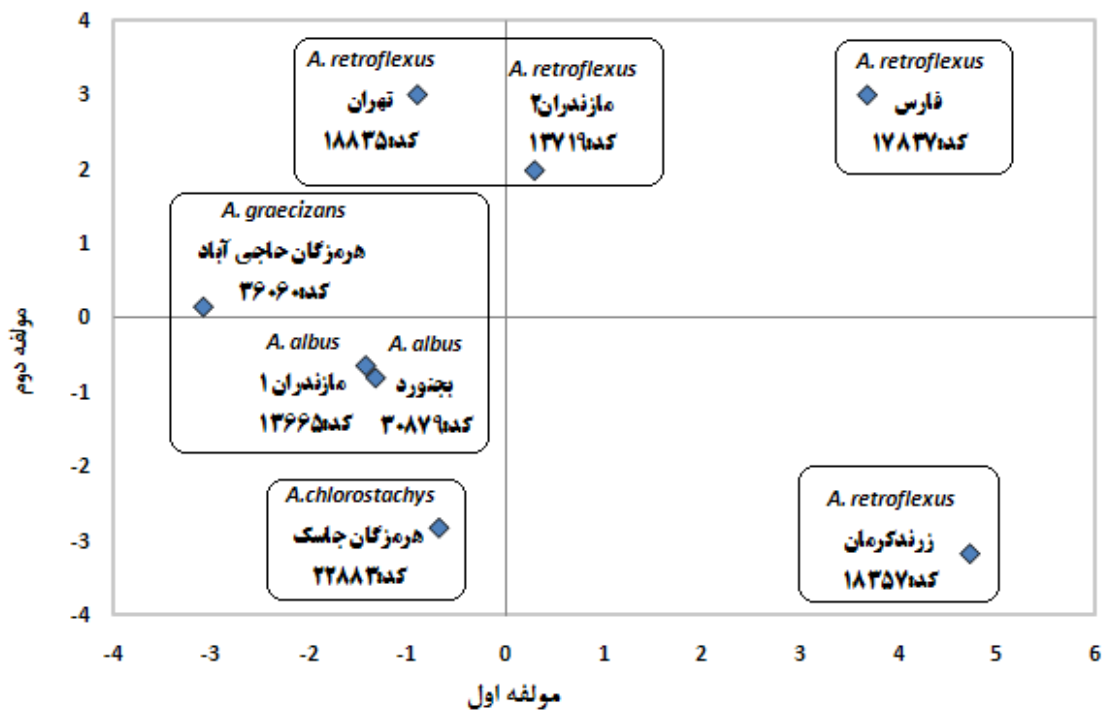 4
3
2
1
0
-1
-2
-3
-4
A. retroflexus
تهران
کد:۱۸۸۳۵
A. retroflexus
مازندران۲
کد:۱۳۷۱۹
A. retroflexus
فارس
کد:۱۷۸۳۷
A. graecizans
هرمزگان حاجی آباد
کد:۳۶۰۶۰
A. albus
مازندران ۱
کد:۱۳۶۶۵
A. albus
بجنورد
کد:۳۰۸۷۹
A.chlorostachys
هرمزگان جاسک
کد:۲۲۸۸۳
A. retroflexus
زرندکرمان
کد:۱۸۳۵۷
-4 -3 -2 -1 0 1 2 3 4 5 6
مولفه اول
مولفه دوم